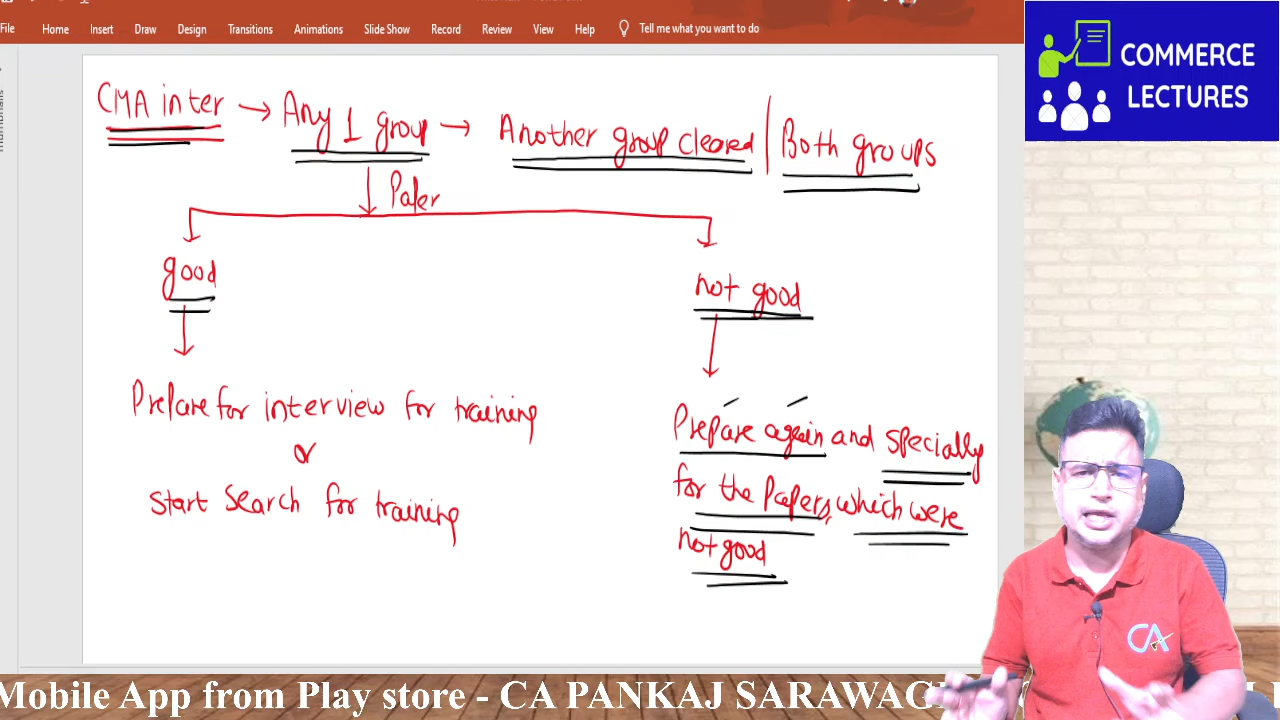 File Home Insert Draw Design Transitions Animations Slide Show Record Review View Help Tell me what you want to do
COMMERCE
LECTURES
CMA inter → Any 1 group → Another group cleared | Both groups
Paper
good
not good
Prepare for interview for training
or
start search for training
Prepare again and specially
for the Papers, which were
not good
CA
Mobile App from Play store - CA PANKAJ